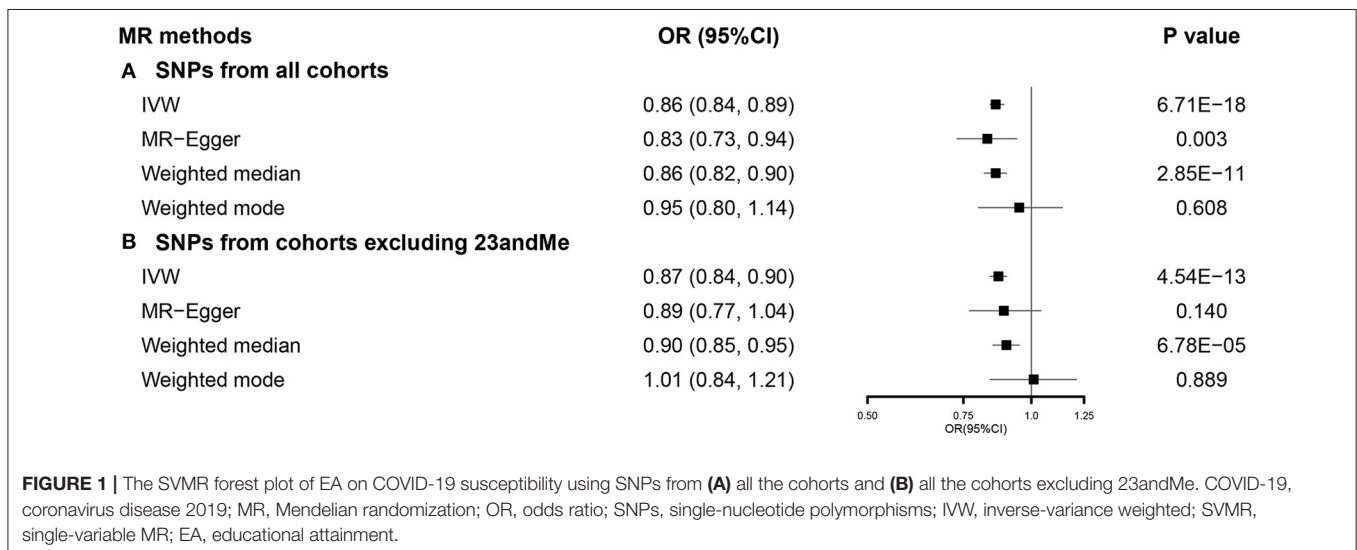 MR methods OR (95%CI) P value
A SNPs from all cohorts
IVW 0.86 (0.84, 0.89) 6.71E−18
MR−Egger 0.83 (0.73, 0.94) 0.003
Weighted median 0.86 (0.82, 0.90) 2.85E−11
Weighted mode 0.95 (0.80, 1.14) 0.608
B SNPs from cohorts excluding 23andMe
IVW 0.87 (0.84, 0.90) 4.54E−13
MR−Egger 0.89 (0.77, 1.04) 0.140
Weighted median 0.90 (0.85, 0.95) 6.78E−05
Weighted mode 1.01 (0.84, 1.21) 0.889
0.50 0.75 1.0 1.25
OR(95%CI)
FIGURE 1 | The SVMR forest plot of EA on COVID-19 susceptibility using SNPs from (A) all the cohorts and (B) all the cohorts excluding 23andMe. COVID-19,
coronavirus disease 2019; MR, Mendelian randomization; OR, odds ratio; SNPs, single-nucleotide polymorphisms; IVW, inverse-variance weighted; SVMR,
single-variable MR; EA, educational attainment.